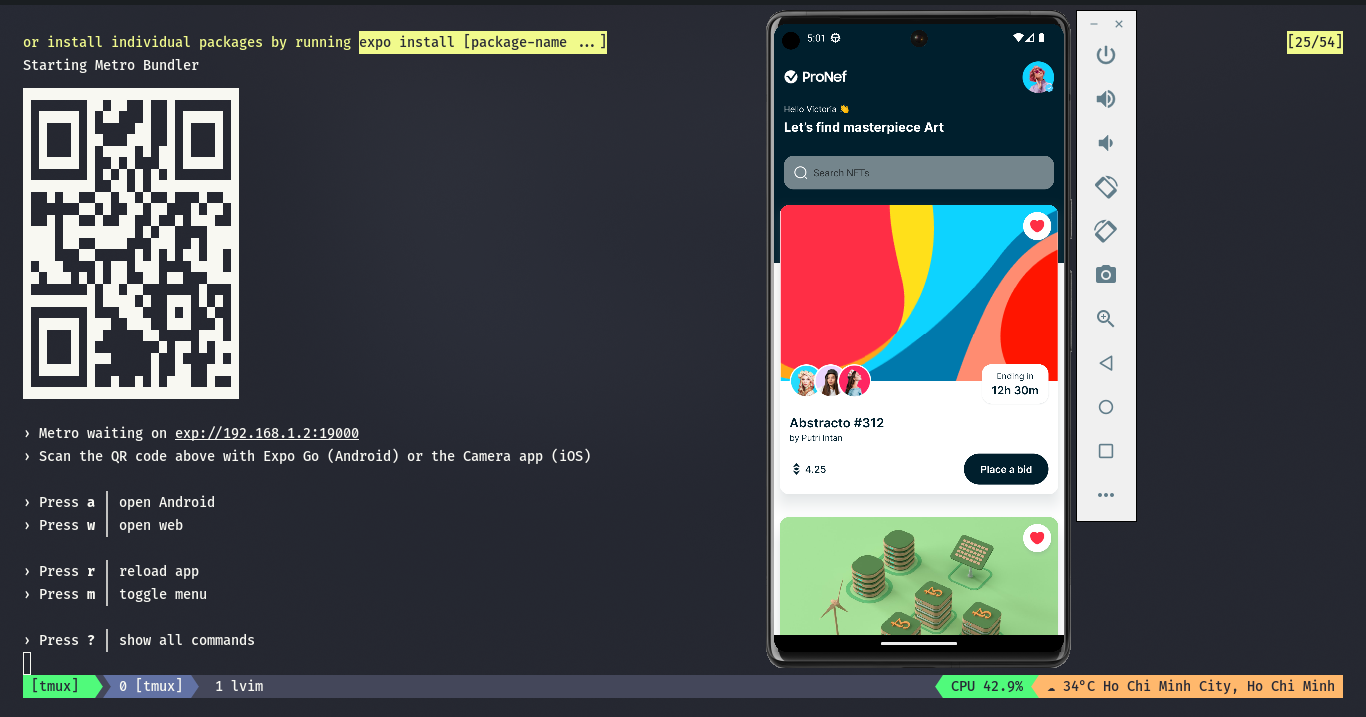 or install individual packages by running expo install [package-name ...]
[25/54]
Starting Metro Bundler
› Metro waiting on exp://192.168.1.2:19000
› Scan the QR code above with Expo Go (Android) or the Camera app (iOS)
› Press a │ open Android
› Press w │ open web
› Press r │ reload app
› Press m │ toggle menu
› Press ? │ show all commands
[tmux] 0 [tmux] 1 lvim
CPU 42.9% ☁ 34°C Ho Chi Minh City, Ho Chi Minh
5:01
ProNef
Hello Victoria 👋
Let's find masterpiece Art
Search NFTs
Ending in
12h 30m
Abstracto #312
by Putri Intan
4.25
Place a bid